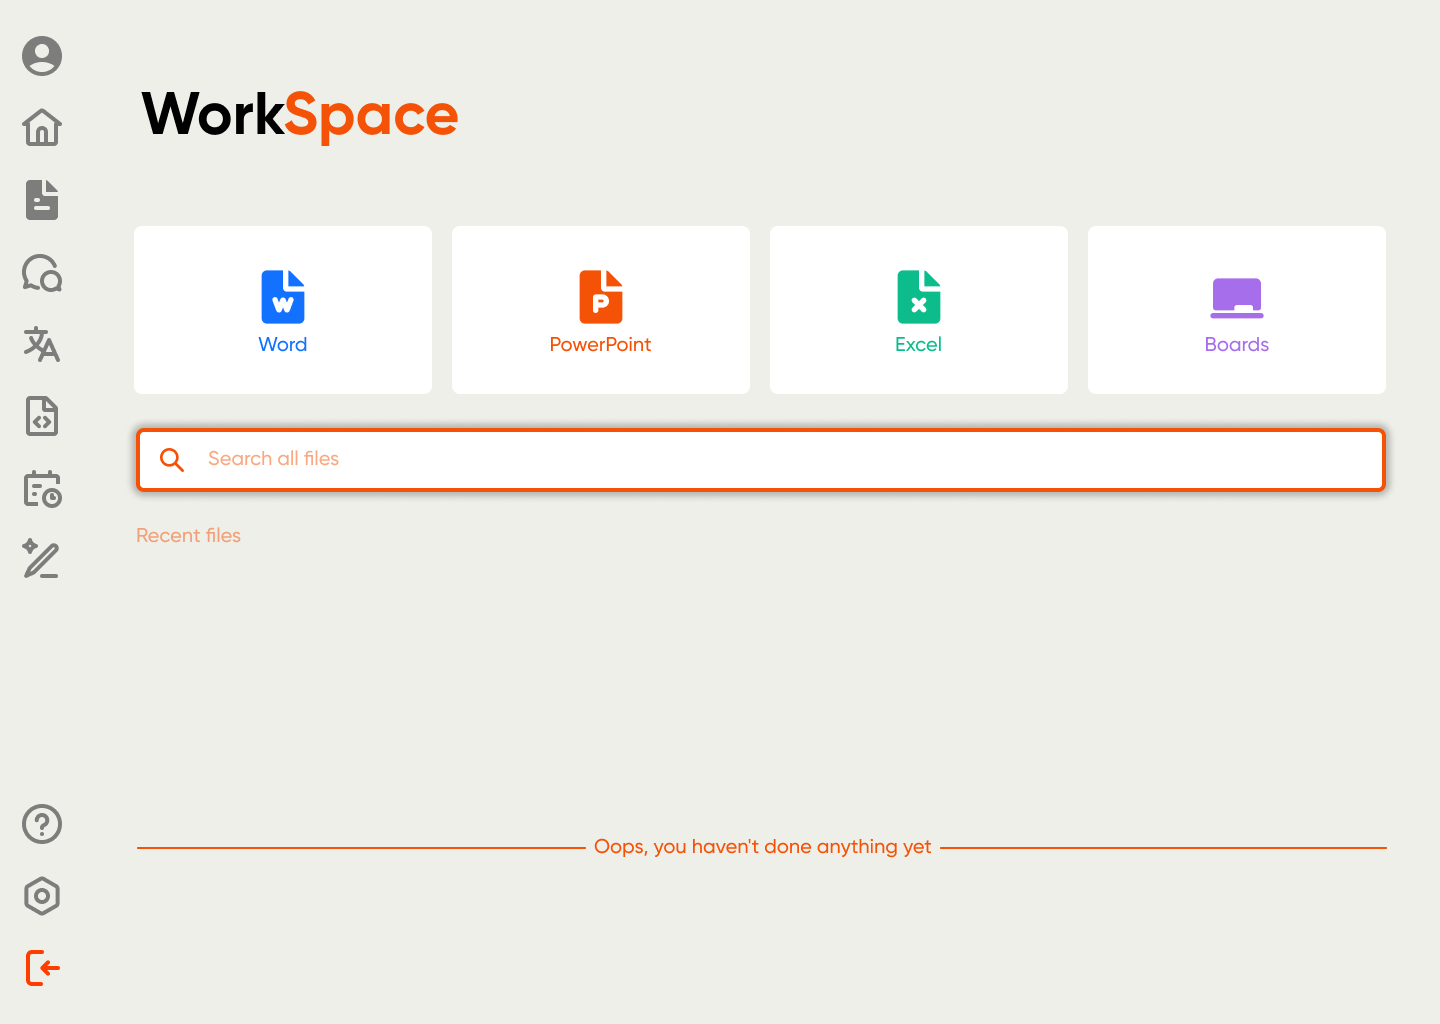 WorkSpace
W
Word
P
PowerPoint
x
Excel
Boards
Search all files
Recent files
Oops, you haven't done anything yet